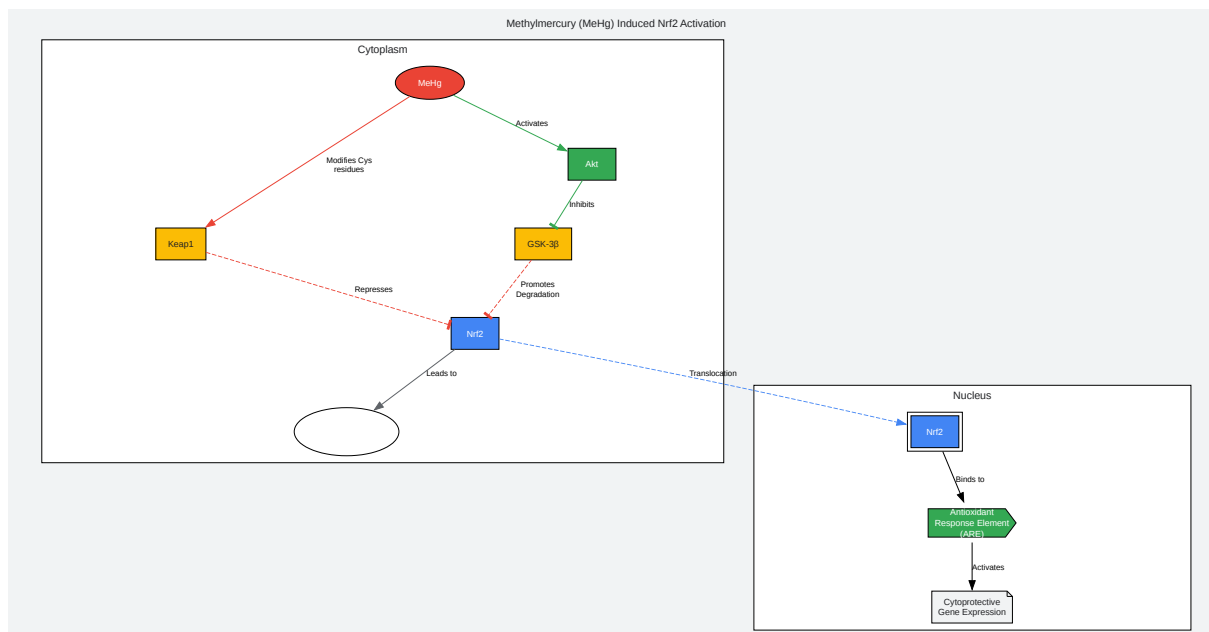 Methylmercury (MeHg) Induced Nrf2 Activation
Cytoplasm
MeHg
Activates
Modifies Cys
residues
Akt
Inhibits
Keap1
GSK-3β
Represses
Promotes
Degradation
Nrf2
Leads to
Translocation
Nucleus
Nrf2
Binds to
Antioxidant
Response Element
(ARE)
Activates
Cytoprotective
Gene Expression